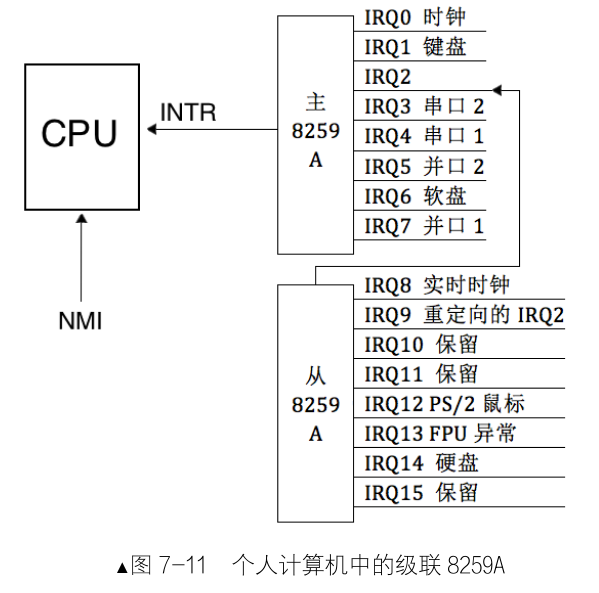 CPU
INTR
NMI
主
8259
A
IRQ0 时钟
IRQ1 键盘
IRQ2
IRQ3 串口 2
IRQ4 串口 1
IRQ5 并口 2
IRQ6 软盘
IRQ7 并口 1
从
8259
A
IRQ8 实时时钟
IRQ9 重定向的 IRQ2
IRQ10 保留
IRQ11 保留
IRQ12 PS/2 鼠标
IRQ13 FPU 异常
IRQ14 硬盘
IRQ15 保留
▲图 7-11 个人计算机中的级联 8259A